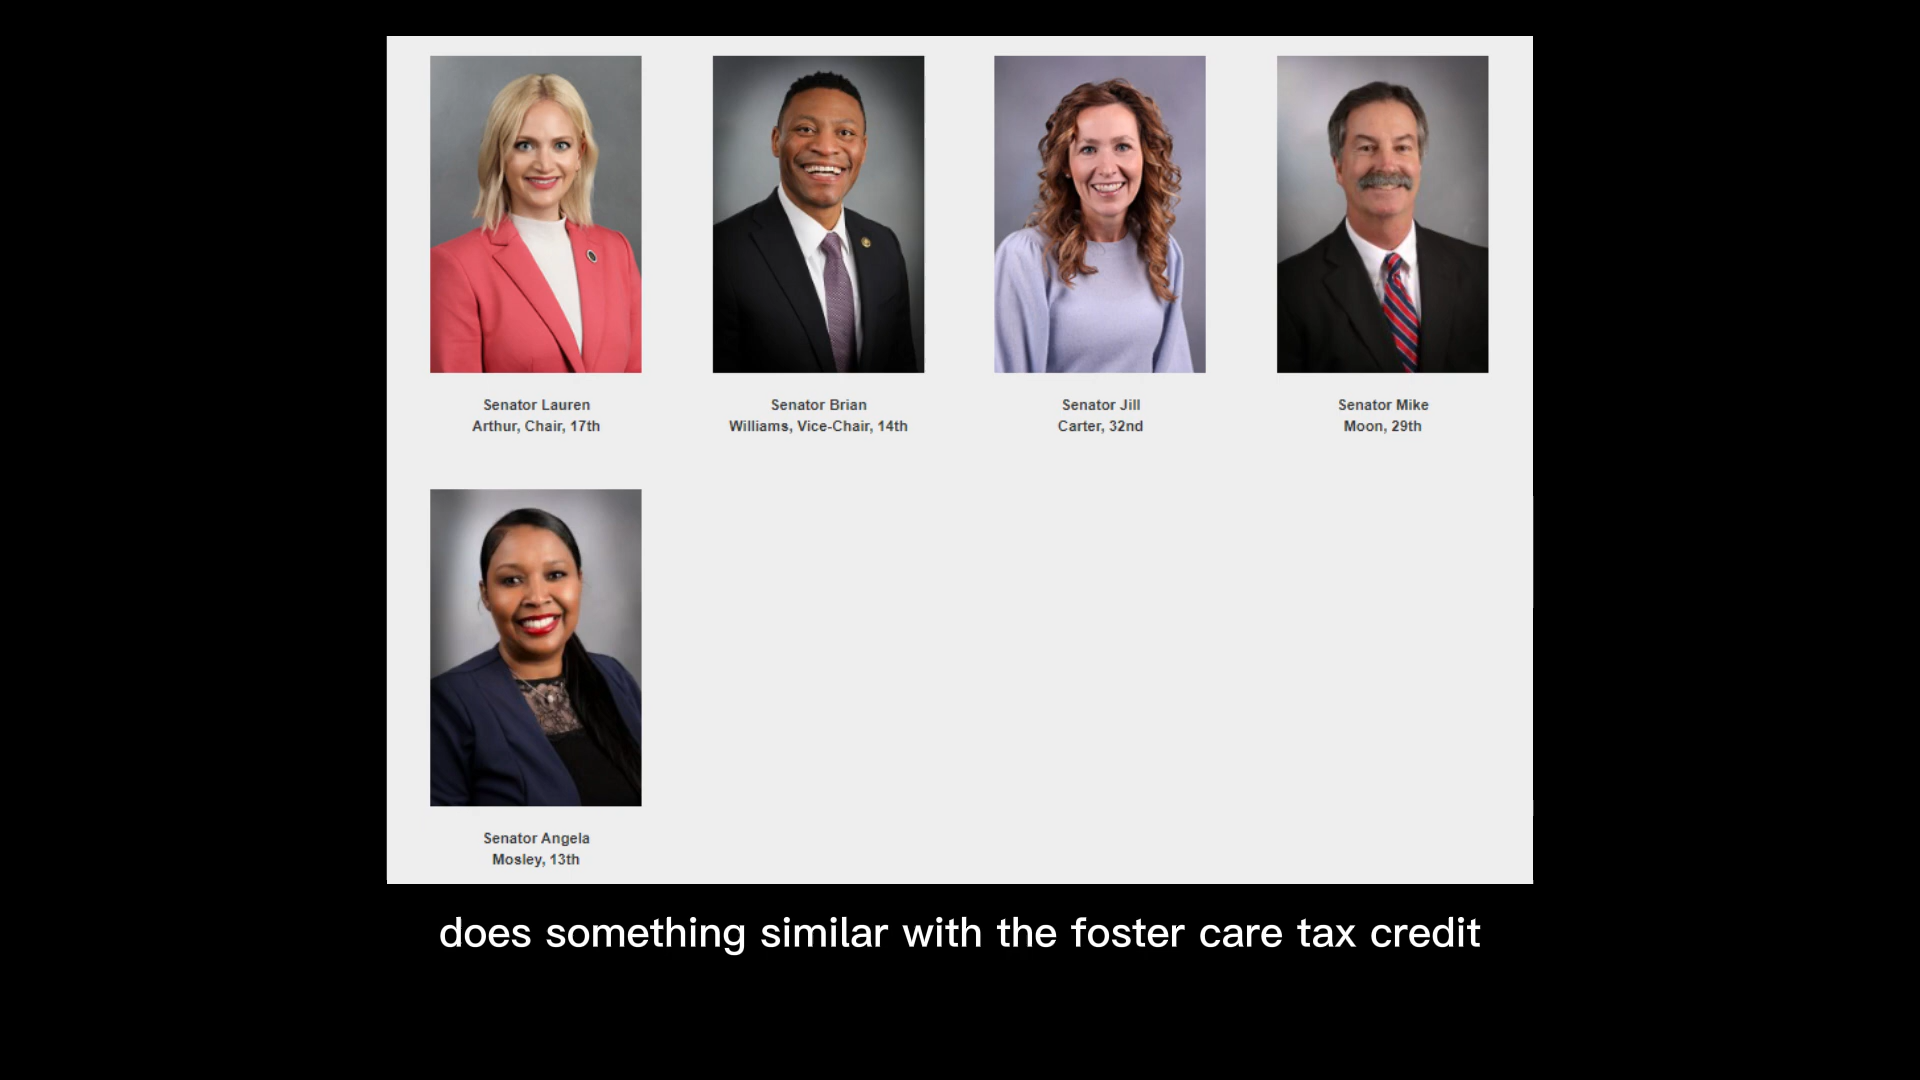 Senator Lauren
Arthur, Chair, 17th
Senator Brian
Williams, Vice-Chair, 14th
Senator Jill
Carter, 32nd
Senator Mike
Moon, 29th
Senator Angela
Mosley, 13th
does something similar with the foster care tax credit